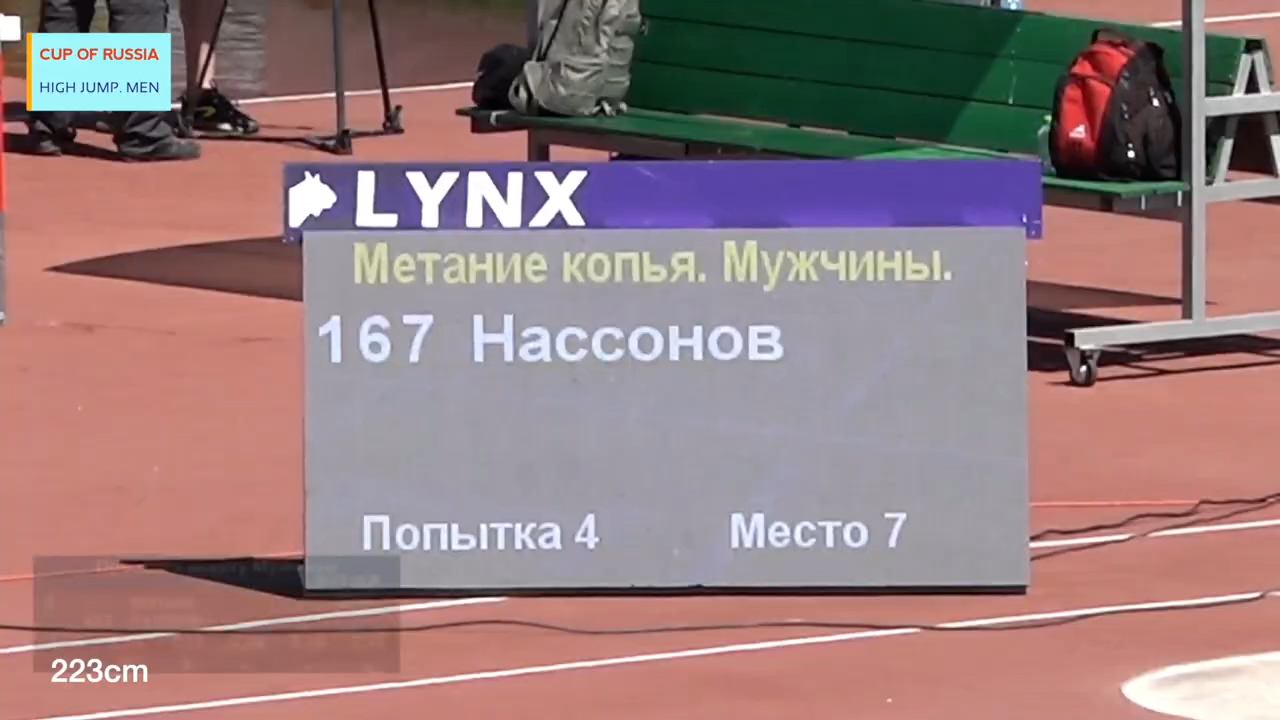 CUP OF RUSSIA
HIGH JUMP. MEN
LYNX
Метание копья. Мужчины.
167 Нассонов
Попытка 4 Место 7
223cm